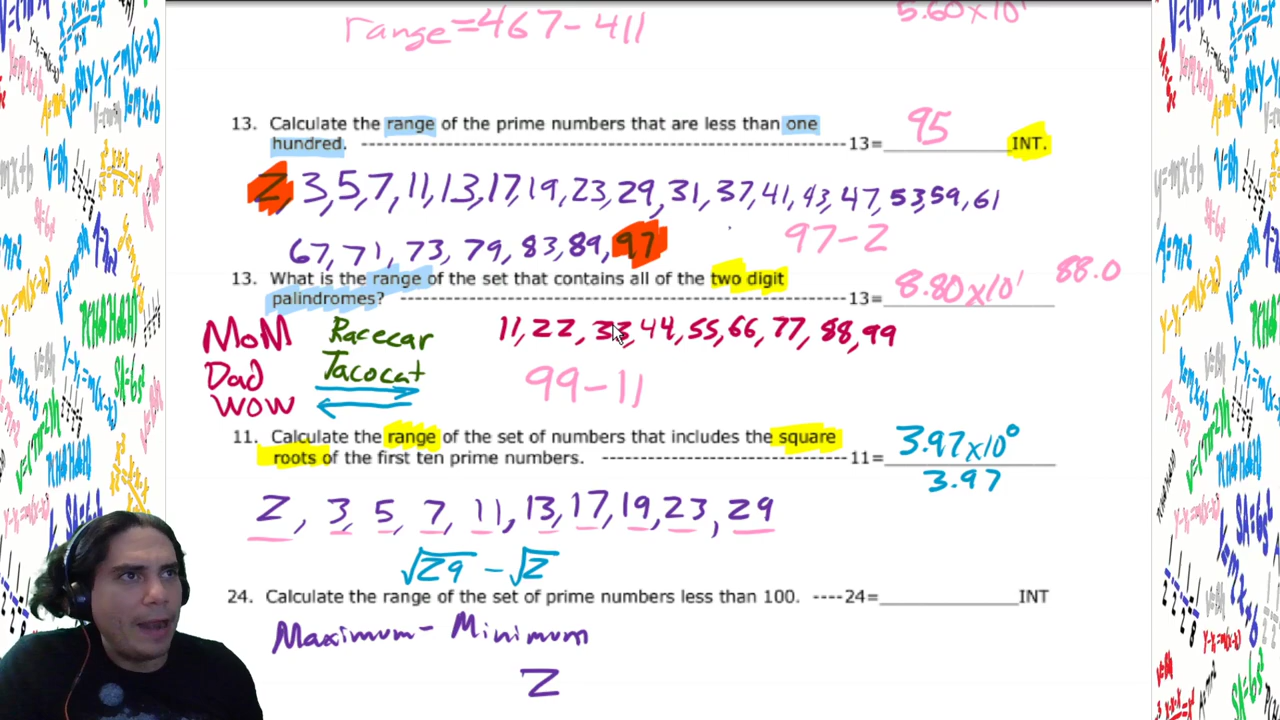 range=467-411
5.60x10'
13. Calculate the range of the prime numbers that are less than one
hundred. ---------------------------------------------------------------13=
95
INT.
2, 3, 5, 7, 11, 13, 17, 19, 23, 29, 31, 37, 41, 43, 47, 53, 59, 61
67, 71, 73, 79, 83, 89, 97
97-2
13. What is the range of the set that contains all of the two digit
palindromes? ----------------------------------------------------------13=
8.80x10'
88.0
MoM
Dad
WOW
Racecar
Tacocat
11, 22, 33, 44, 55, 66, 77, 88, 99
99-11
11. Calculate the range of the set of numbers that includes the square
roots of the first ten prime numbers. ---------------------------------11=
3.97x10⁰
3.97
2, 3, 5, 7, 11, 13, 17, 19, 23, 29
√29 - √2
24. Calculate the range of the set of prime numbers less than 100. ----24=
INT
Maximum - Minimum
2